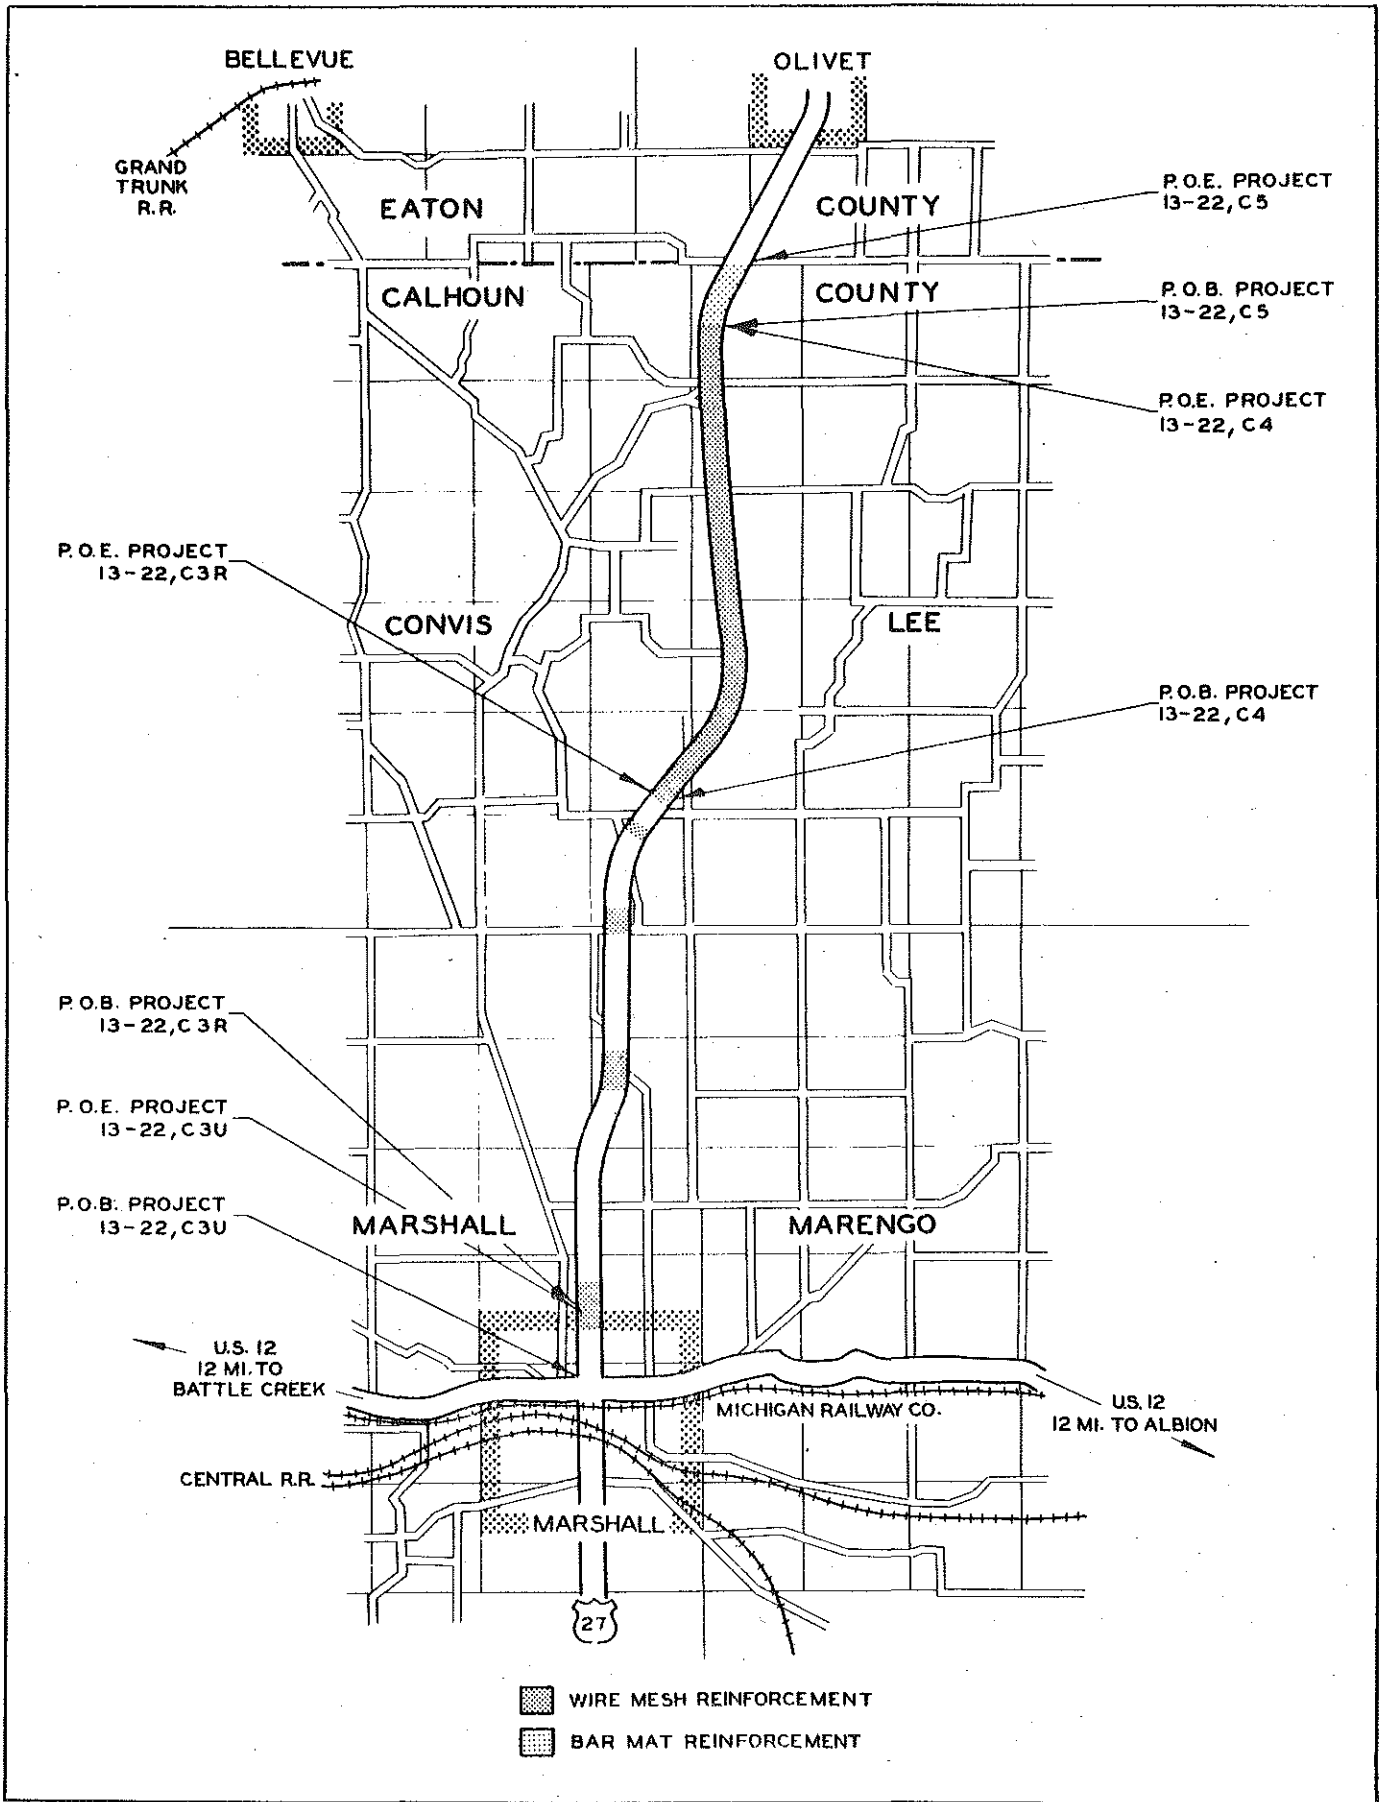 BELLEVUE
OLIVET
GRAND
TRUNK
R.R.
EATON
COUNTY
P.O.E. PROJECT
13-22, C5
CALHOUN
COUNTY
P.O.B. PROJECT
13-22, C5
P.O.E. PROJECT
13-22, C4
P.O.E. PROJECT
13-22, C3R
CONVIS
LEE
P.O.B. PROJECT
13-22, C4
P.O.B. PROJECT
13-22, C3R
P.O.E. PROJECT
13-22, C3U
P.O.B. PROJECT
13-22, C3U
MARSHALL
MARENGO
U.S. 12
12 MI. TO
BATTLE CREEK
MICHIGAN RAILWAY CO.
U.S. 12
12 MI. TO ALBION
CENTRAL R.R.
MARSHALL
27
WIRE MESH REINFORCEMENT
BAR MAT REINFORCEMENT